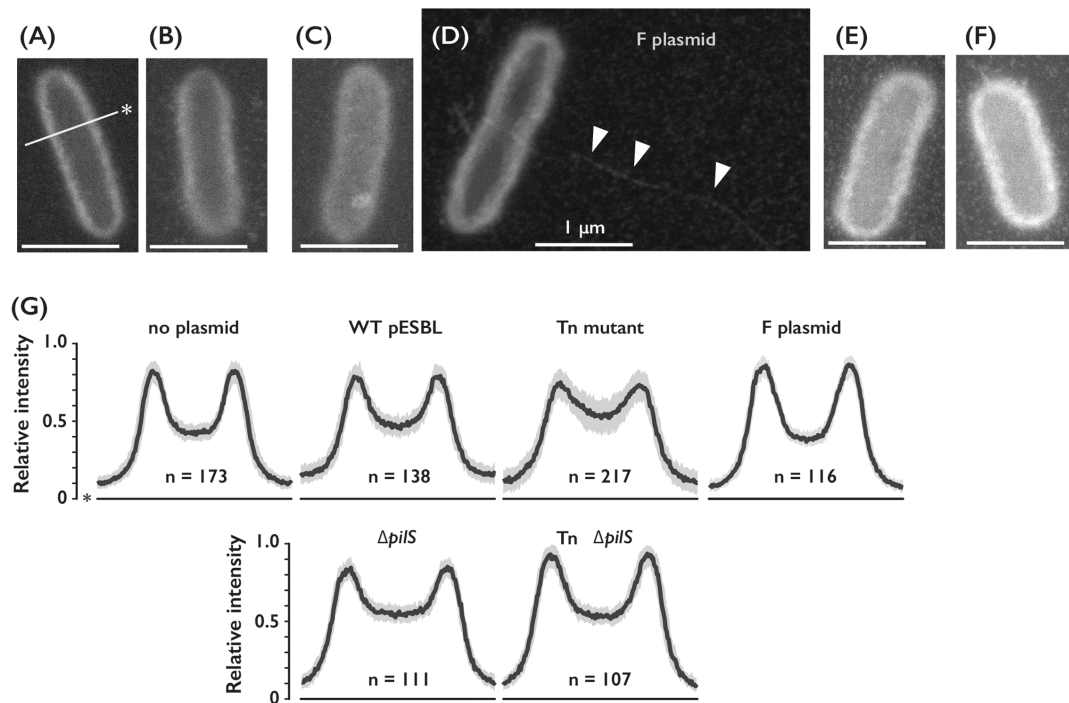 (A)
*
(B)
(C)
(D)
F plasmid
1 µm
(E)
(F)
(G)
no plasmid
WT pESBL
Tn mutant
F plasmid
Relative intensity
1.0
0.5
0
*
n = 173
n = 138
n = 217
n = 116
ΔpilS
Tn ΔpilS
Relative intensity
1.0
0.5
0
n = 111
n = 107